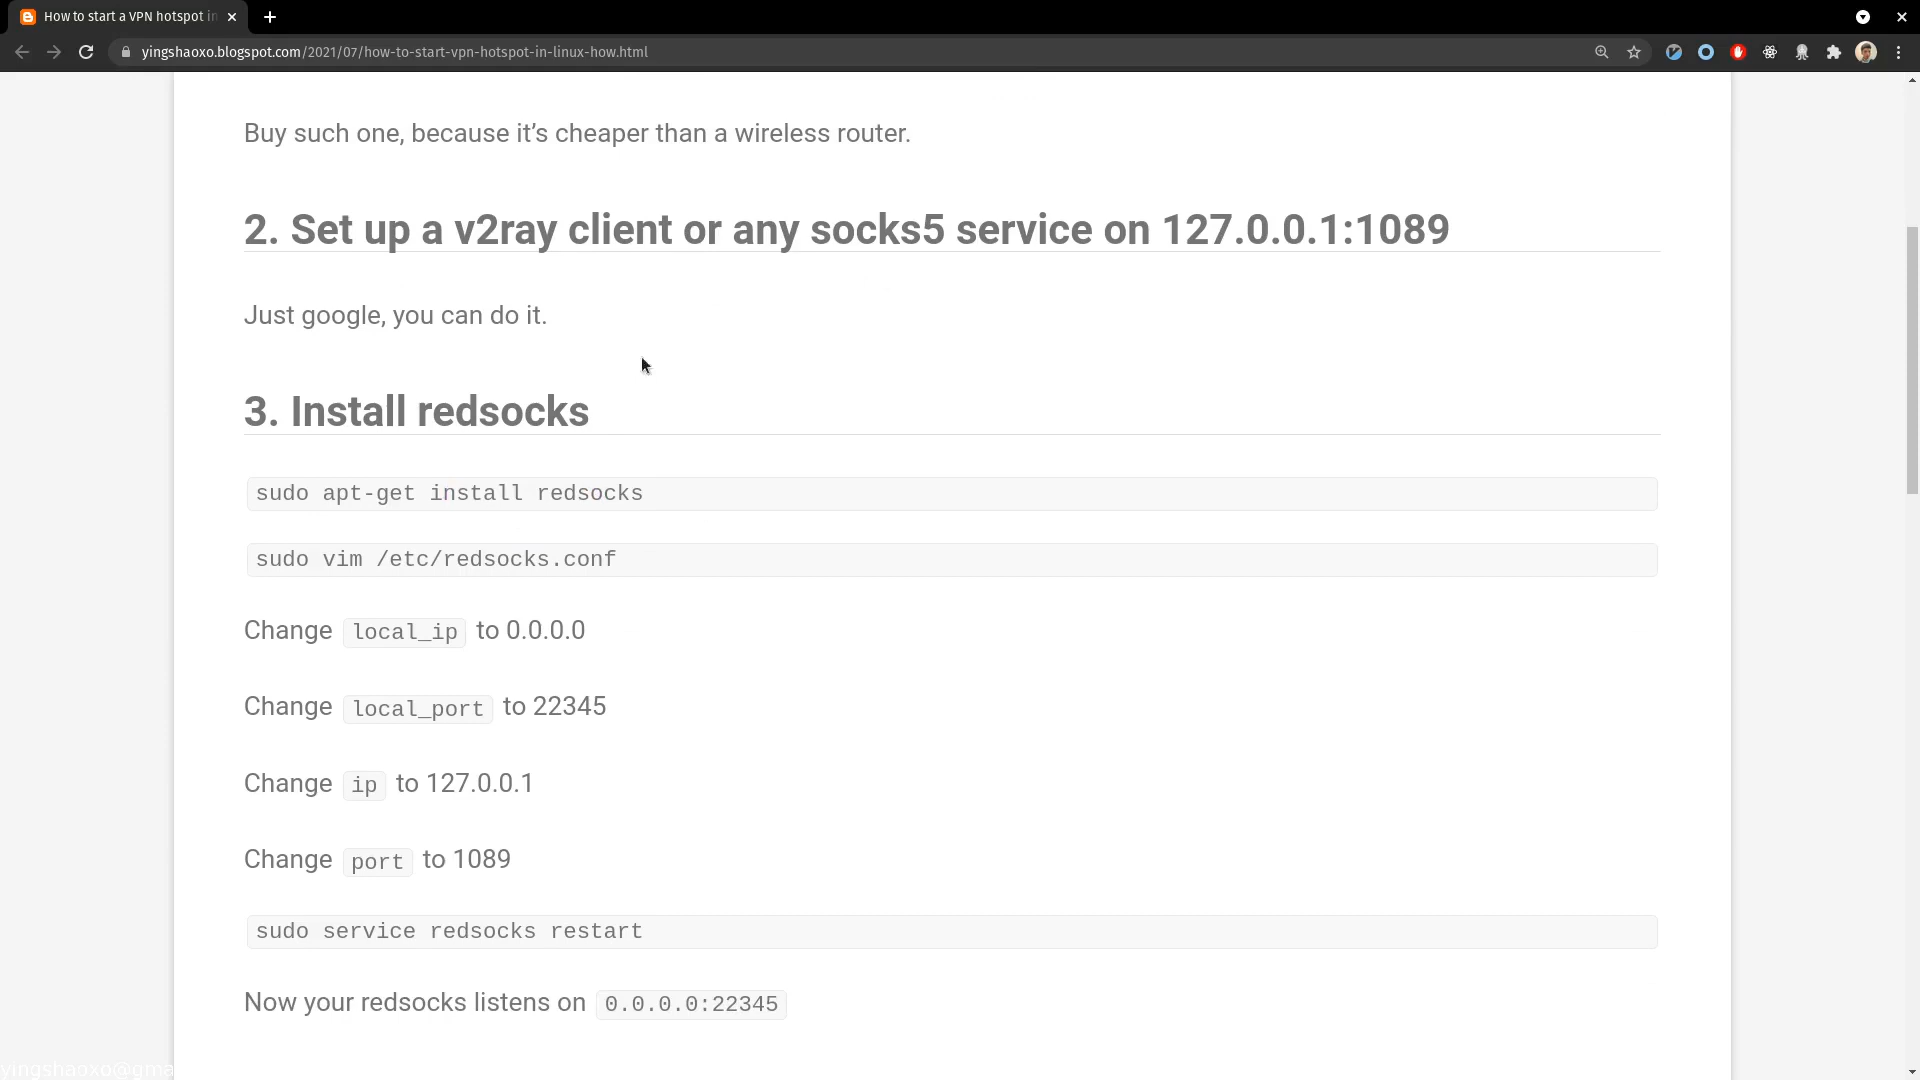 How to start a VPN hotspot in
yingshaoxo.blogspot.com/2021/07/how-to-start-vpn-hotspot-in-linux-how.html
Buy such one, because it’s cheaper than a wireless router.
2. Set up a v2ray client or any socks5 service on 127.0.0.1:1089
Just google, you can do it.
3. Install redsocks
sudo apt-get install redsocks
sudo vim /etc/redsocks.conf
Change local_ip to 0.0.0.0
Change local_port to 22345
Change ip to 127.0.0.1
Change port to 1089
sudo service redsocks restart
Now your redsocks listens on 0.0.0.0:22345
yingshaoxo@gma